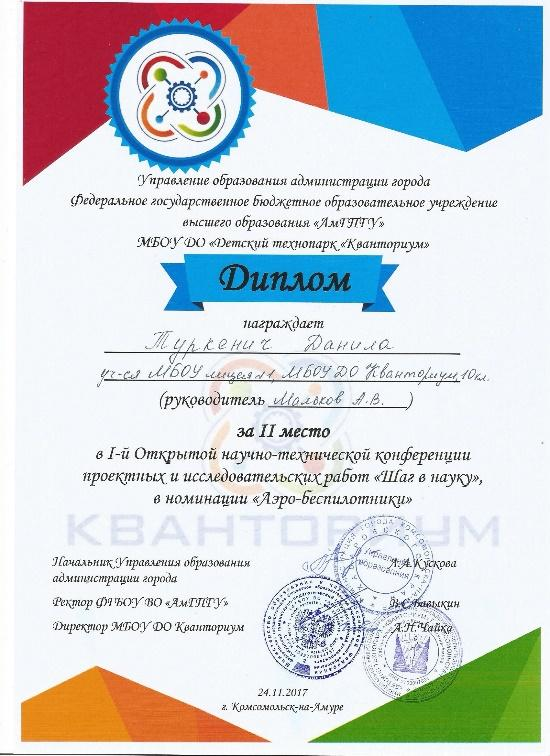 Управление образования администрации города
Федеральное государственное бюджетное образовательное учреждение
высшего образования «АмГПГУ»
МБОУ ДО «Детский технопарк «Кванториум»
Диплом
награждает
Туркенич Данила
уч-ся МБОУ лицея №1, МБОУ ДО Кванториум, 10 кл.
(руководитель Мальков А.В.)
за II место
в I-й Открытой научно-технической конференции
проектных и исследовательских работ «Шаг в науку»,
в номинации «Аэро-беспилотники»
КВАНТОРИУМ
Начальник Управления образования
администрации города
А.А.Кускова
Ректор ФГБОУ ВО «АмГПГУ»
Директор МБОУ ДО Кванториум
А.Н.Чайка
24.11.2017
г. Комсомольск-на-Амуре